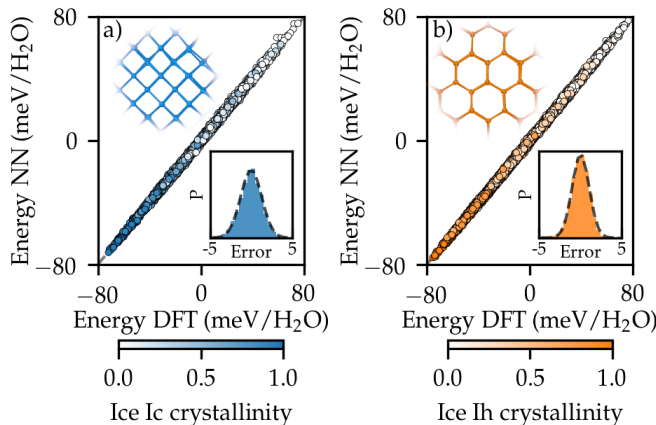 a)
80
0
−80
Energy NN (meV/H₂O)
P
-5 Error 5
−80 0 80
Energy DFT (meV/H₂O)
0.0 0.5 1.0
Ice Ic crystallinity
b)
80
0
−80
Energy NN (meV/H₂O)
P
-5 Error 5
−80 0 80
Energy DFT (meV/H₂O)
0.0 0.5 1.0
Ice Ih crystallinity